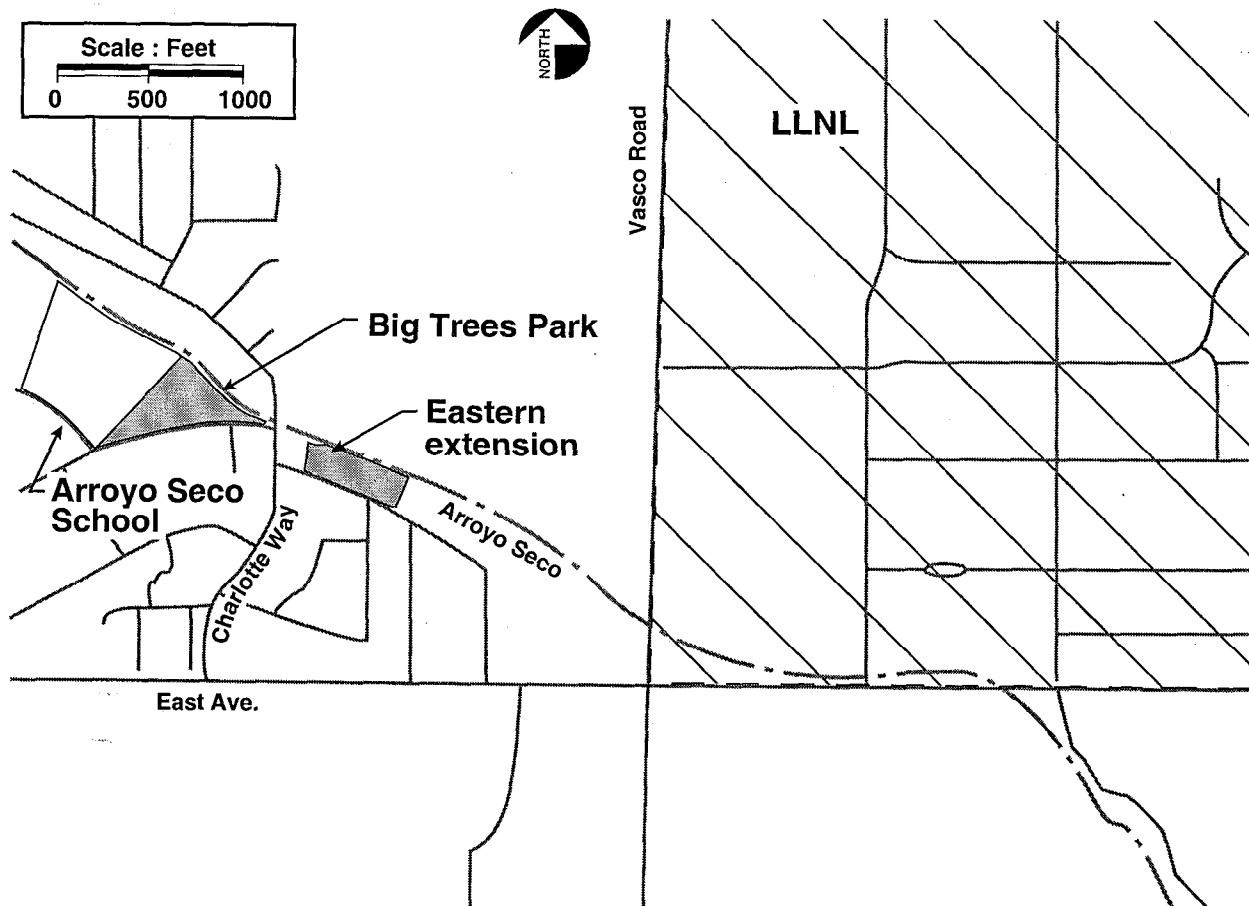 Scale : Feet
0 500 1000
NORTH
LLNL
Vasco Road
Big Trees Park
Eastern
extension
Arroyo Seco
School
Arroyo Seco
Charlotte Way
East Ave.